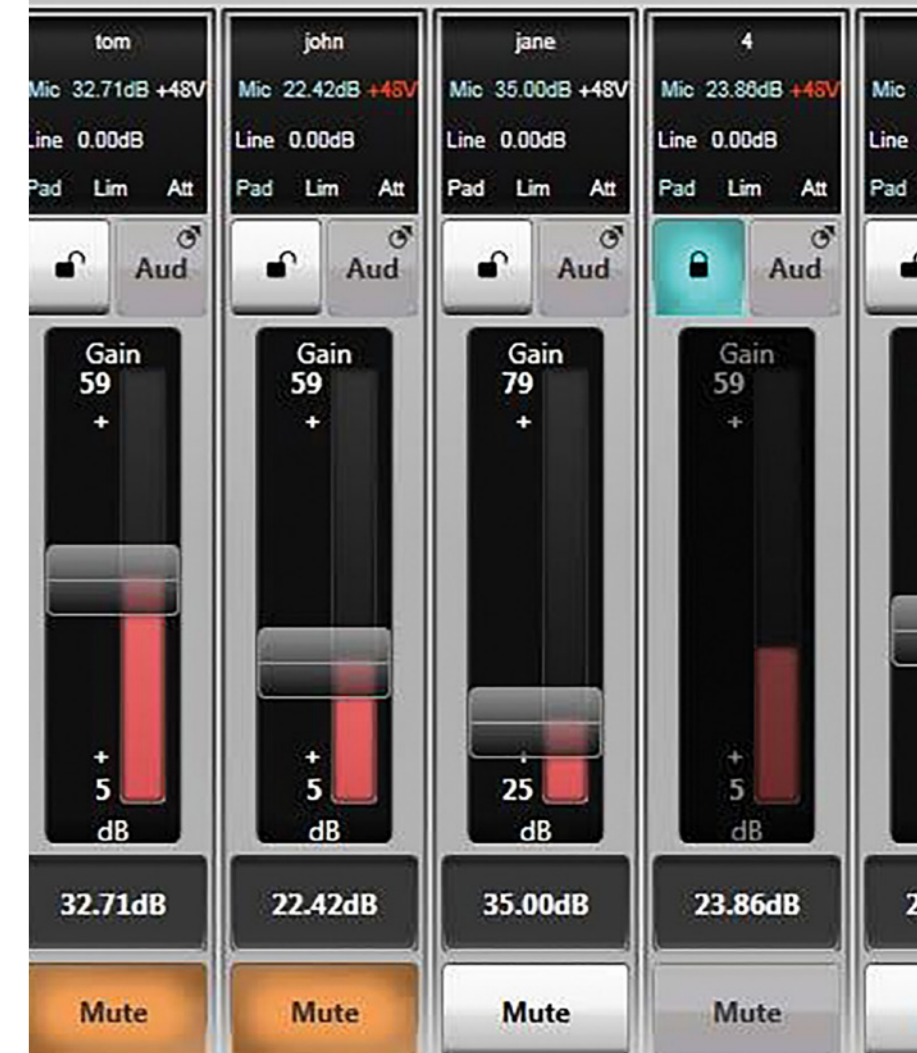 tom
Mic 32.71dB +48V
Line 0.00dB
Pad Lim Att
Aud
Gain
59
+
+
5
dB
32.71dB
Mute
john
Mic 22.42dB +48V
Line 0.00dB
Pad Lim Att
Aud
Gain
59
+
+
5
dB
22.42dB
Mute
jane
Mic 35.00dB +48V
Line 0.00dB
Pad Lim Att
Aud
Gain
79
+
25
dB
35.00dB
Mute
4
Mic 23.86dB +48V
Line 0.00dB
Pad Lim Att
Aud
Gain
59
+
+
5
dB
23.86dB
Mute
Mic
Line
Pad
2